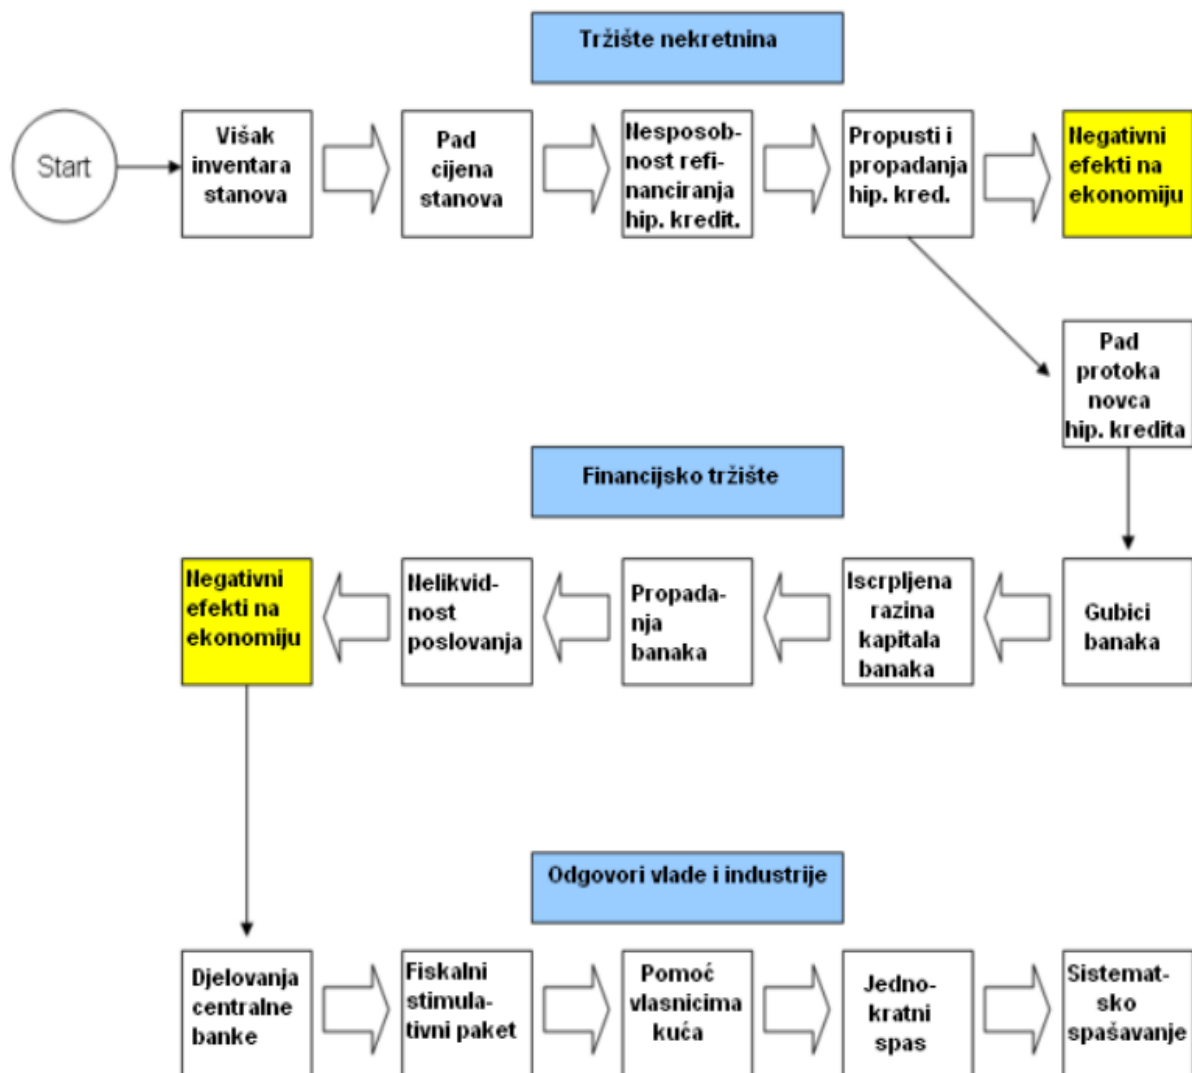 Tržište nekretnina
Start
Višak
inventara
stanova
Pad
cijena
stanova
Nesposob-
nost refi-
nanciranja
hip. kredit.
Propusti i
propadanja
hip. kred.
Negativni
efekti na
ekonomiju
Pad
protoka
novca
hip. kredita
Financijsko tržište
Negativni
efekti na
ekonomiju
Nelikvid-
nost
poslovanja
Propada-
nja
banaka
Iscrpljena
razina
kapitala
banaka
Gubici
banaka
Odgovori vlade i industrije
Djelovanja
centralne
banke
Fiskalni
stimula-
tivni paket
Pomoć
vlasnicima
kuća
Jedno-
kratni
spas
Sistemat-
sko
spašavanje